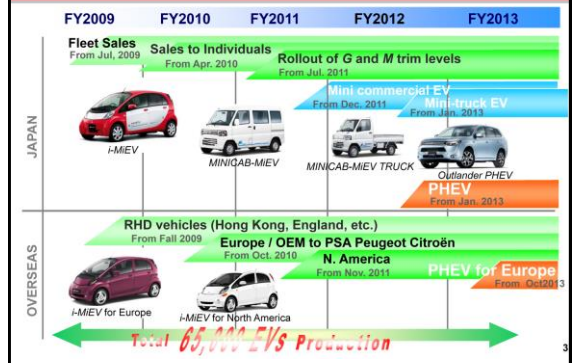 FY2009 FY2010 FY2011 FY2012 FY2013
JAPAN
Fleet Sales
From Jul, 2009
Sales to Individuals
From Apr. 2010
Rollout of G and M trim levels
From Jul. 2011
Mini commercial EV
From Dec. 2011
Mini-truck EV
From Jan. 2013
i-MiEV
MINICAB-MiEV
MINICAB-MiEV TRUCK
Outlander PHEV
PHEV
From Jan. 2013
OVERSEAS
RHD vehicles (Hong Kong, England, etc.)
From Fall 2009
Europe / OEM to PSA Peugeot Citroën
From Oct. 2010
N. America
From Nov. 2011
PHEV for Europe
From Oct2013
i-MiEV for Europe
i-MiEV for North America
Total 65,000 EVs Production
3